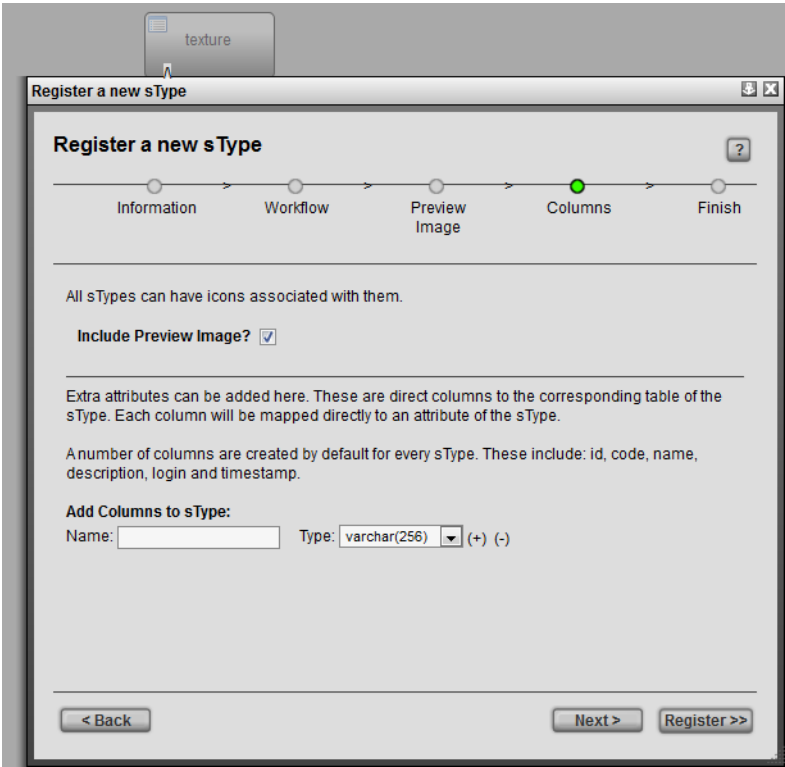 texture
Register a new sType
Register a new sType
?
> > > > >
Information Workflow Preview Image Columns Finish
All sTypes can have icons associated with them.
Include Preview Image?
Extra attributes can be added here. These are direct columns to the corresponding table of the
sType. Each column will be mapped directly to an attribute of the sType.
A number of columns are created by default for every sType. These include: id, code, name,
description, login and timestamp.
Add Columns to sType:
Name: Type: varchar(256) (+) (-)
< Back Next > Register >>